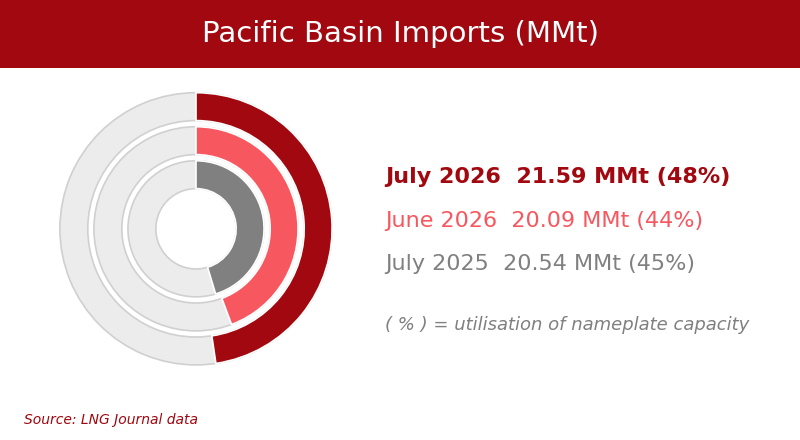 Pacific Basin Imports (MMt)
July 2026  21.59 MMt (48%)
June 2026  20.09 MMt (44%)
July 2025  20.54 MMt (45%)
( % ) = utilisation of nameplate capacity
Source: LNG Journal data